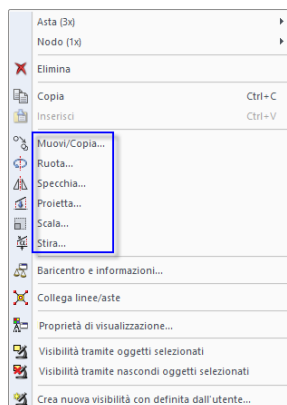 Asta (3x)
Nodo (1x)
Elimina
Copia Ctrl+C
Inserisci Ctrl+V
Muovi/Copia...
Ruota...
Specchia...
Proietta...
Scala...
Stira...
Baricentro e informazioni...
Collega linee/aste
Proprietà di visualizzazione...
Visibilità tramite oggetti selezionati
Visibilità tramite nascondi oggetti selezionati
Crea nuova visibilità con definita dall'utente...